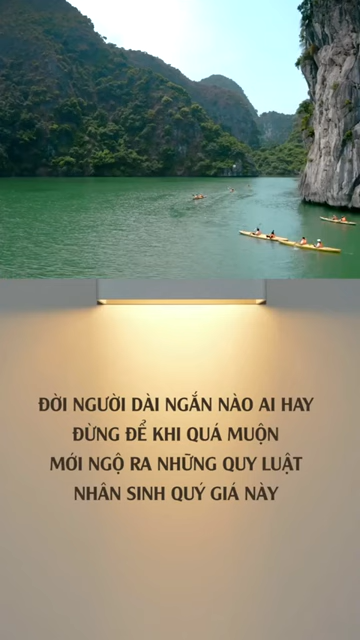 ĐỜI NGƯỜI DÀI NGẮN NÀO AI HAY
ĐỪNG ĐỂ KHI QUÁ MUỘN
MỚI NGỘ RA NHỮNG QUY LUẬT
NHÂN SINH QUÝ GIÁ NÀY